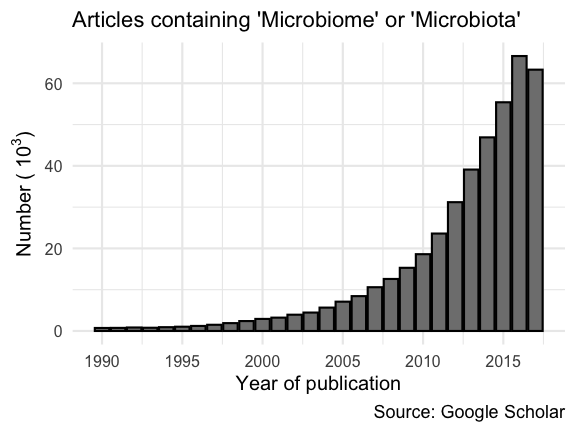 Articles containing 'Microbiome' or 'Microbiota'
Number ( 10³)
60
40
20
0
1990 1995 2000 2005 2010 2015
Year of publication
Source: Google Scholar